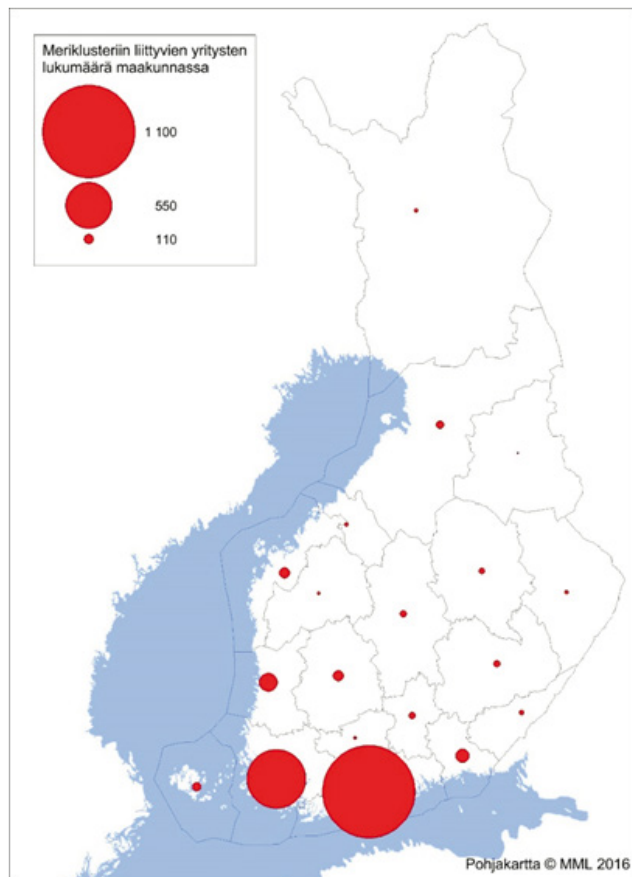 Meriklusteriin liittyvien yritysten
lukumäärä maakunnassa
1 100
550
110
Pohjakartta © MML 2016